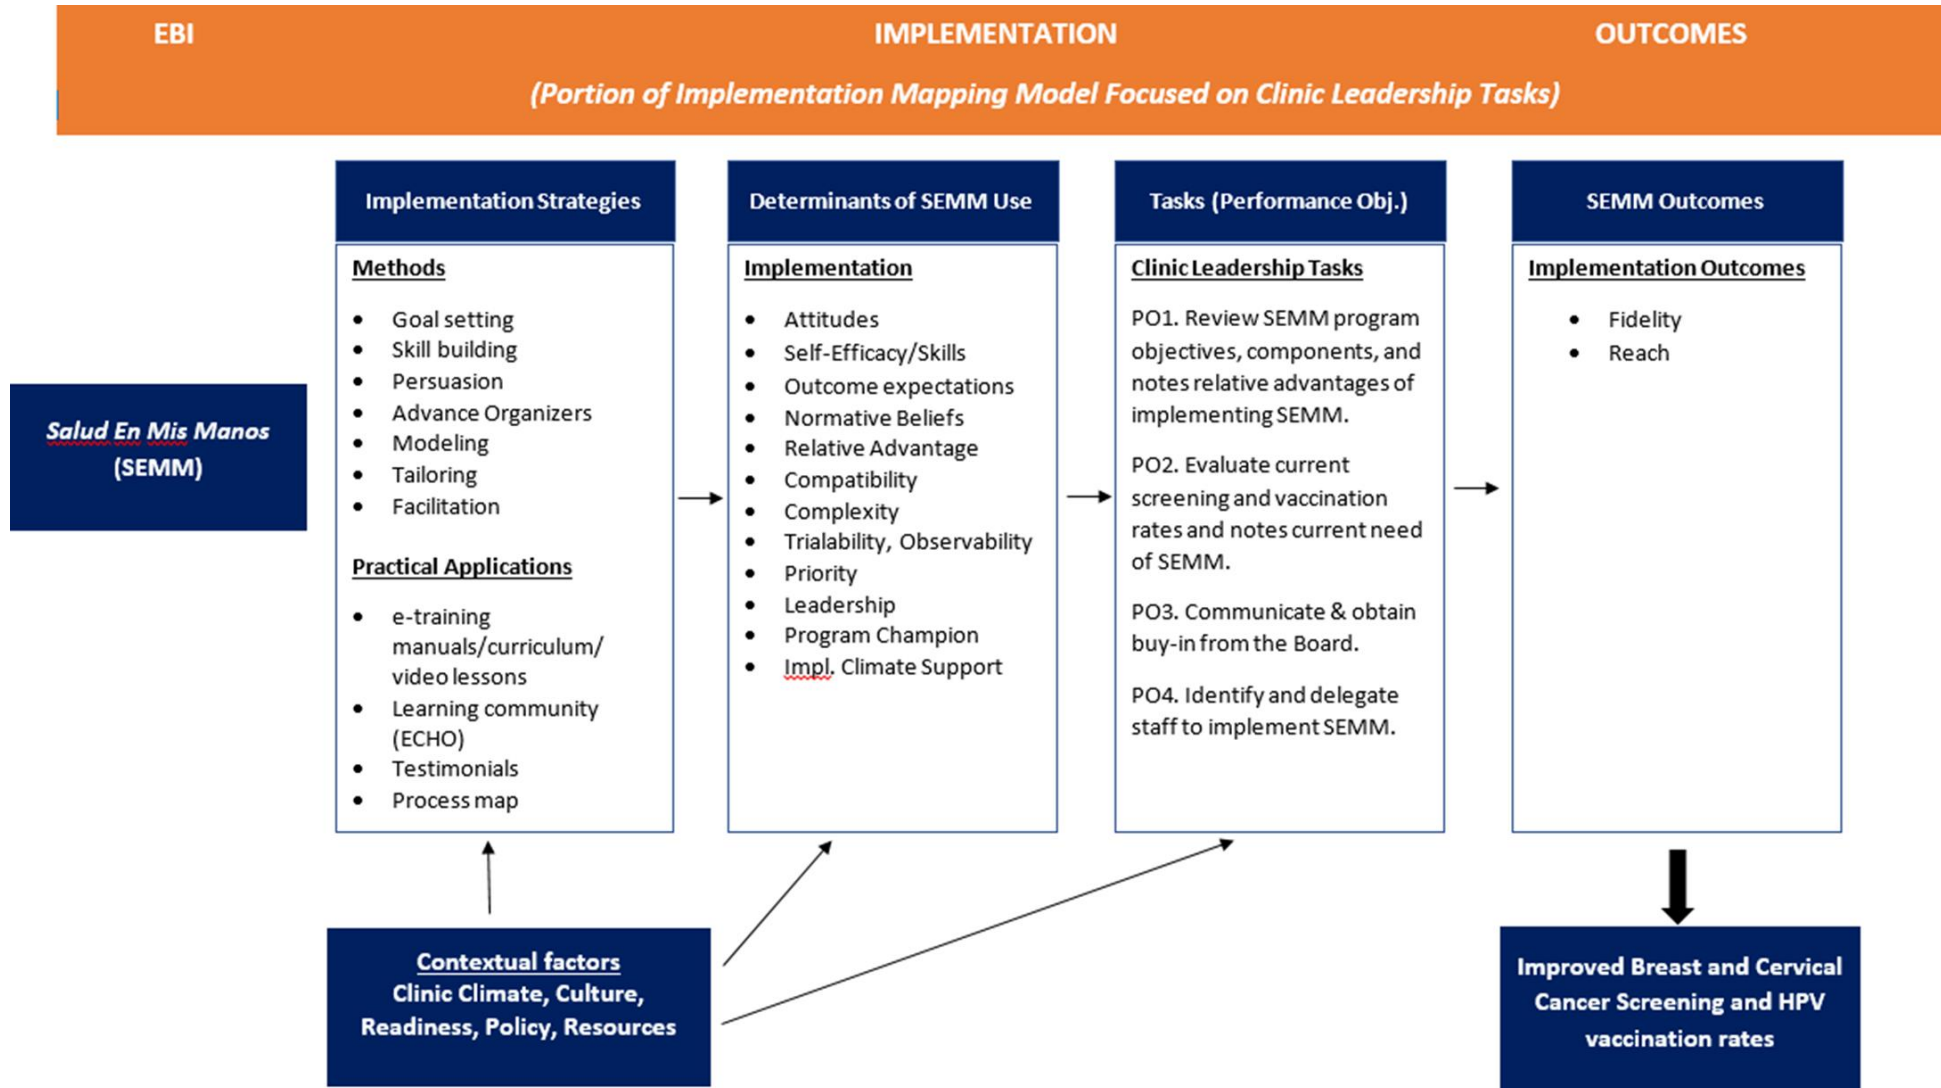 EBI
IMPLEMENTATION
OUTCOMES
(Portion of Implementation Mapping Model Focused on Clinic Leadership Tasks)
Salud En Mis Manos
(SEMM)
Implementation Strategies
Methods
• Goal setting
• Skill building
• Persuasion
• Advance Organizers
• Modeling
• Tailoring
• Facilitation
Practical Applications
• e-training
manuals/curriculum/
video lessons
• Learning community
(ECHO)
• Testimonials
• Process map
Determinants of SEMM Use
Implementation
• Attitudes
• Self-Efficacy/Skills
• Outcome expectations
• Normative Beliefs
• Relative Advantage
• Compatibility
• Complexity
• Trialability, Observability
• Priority
• Leadership
• Program Champion
• Impl. Climate Support
Tasks (Performance Obj.)
Clinic Leadership Tasks
PO1. Review SEMM program
objectives, components, and
notes relative advantages of
implementing SEMM.
PO2. Evaluate current
screening and vaccination
rates and notes current need
of SEMM.
PO3. Communicate & obtain
buy-in from the Board.
PO4. Identify and delegate
staff to implement SEMM.
SEMM Outcomes
Implementation Outcomes
• Fidelity
• Reach
Contextual factors
Clinic Climate, Culture,
Readiness, Policy, Resources
Improved Breast and Cervical
Cancer Screening and HPV
vaccination rates